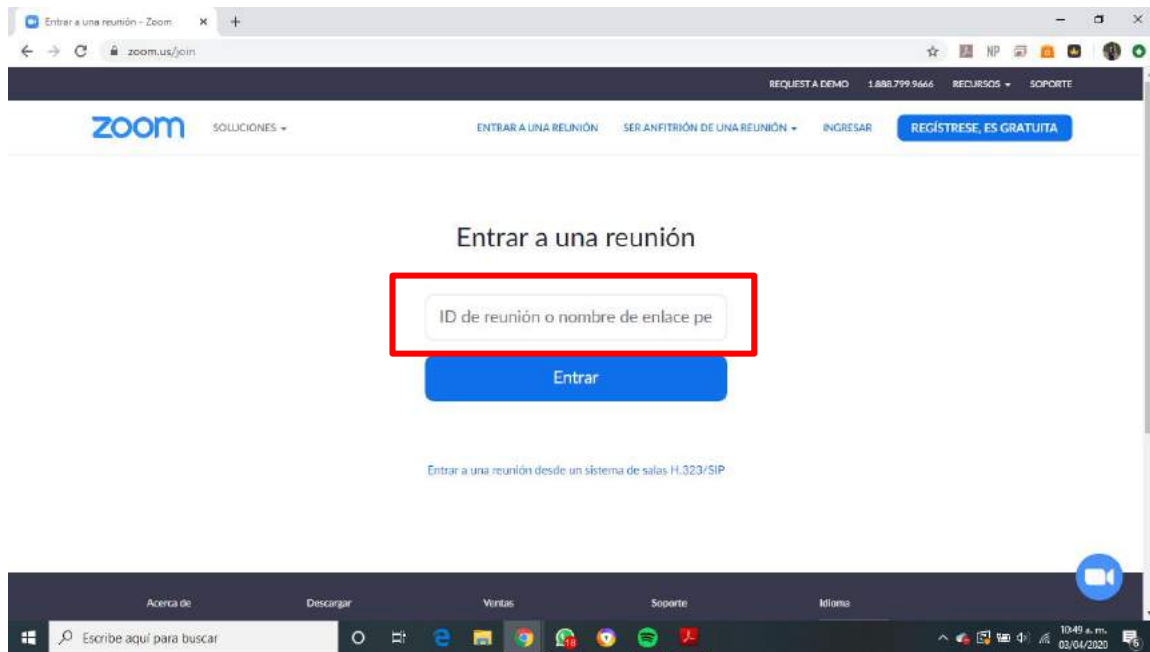 Entrar a una reunión - Zoom
zoom.us/join
NP
REQUEST A DEMO 1.888.799.9666 RECURSOS SOPORTE
zoom SOLUCIONES ENTRAR A UNA REUNIÓN SER ANFITRIÓN DE UNA REUNIÓN INGRESAR REGÍSTRESE, ES GRATUITA
Entrar a una reunión
ID de reunión o nombre de enlace pe
Entrar
Entrar a una reunión desde un sistema de salas H.323/SIP
Acerca de Descargar Ventas Soporte Idioma
Escribe aquí para buscar
18
10:49 a. m.
03/04/2020
6